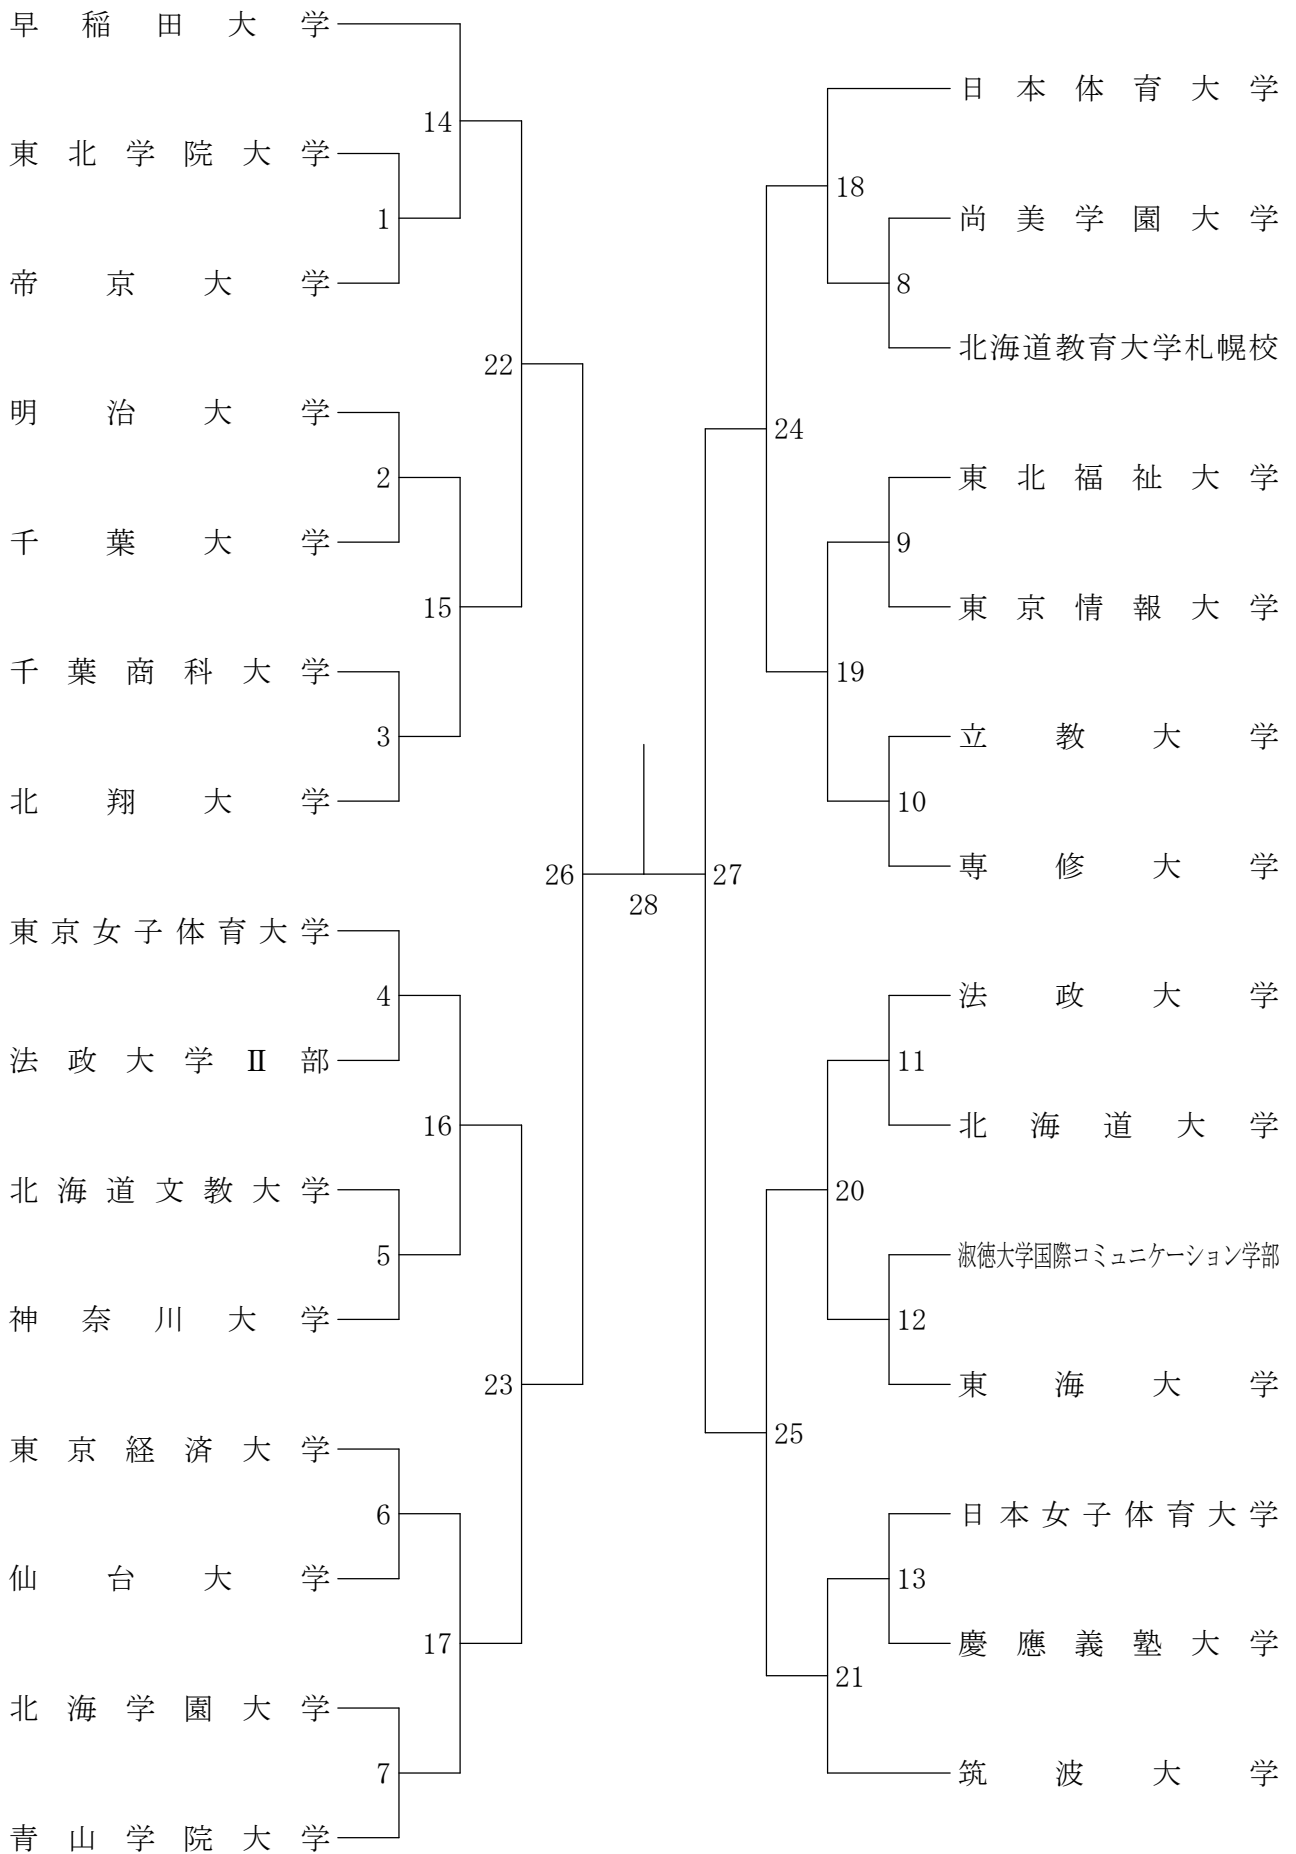 早稲田大学
14
東北学院大学
1
帝京大学
22
明治大学
2
千葉大学
15
千葉商科大学
3
北翔大学
26
東京女子体育大学
4
法政大学Ⅱ部
16
北海道文教大学
5
神奈川大学
23
東京経済大学
6
仙台大学
17
北海学園大学
7
青山学院大学
28
日本体育大学
18
尚美学園大学
8
北海道教育大学札幌校
24
東北福祉大学
9
東京情報大学
19
立教大学
10
専修大学
27
法政大学
11
北海道大学
20
淑徳大学国際コミュニケーション学部
12
東海大学
25
日本女子体育大学
13
慶應義塾大学
21
筑波大学